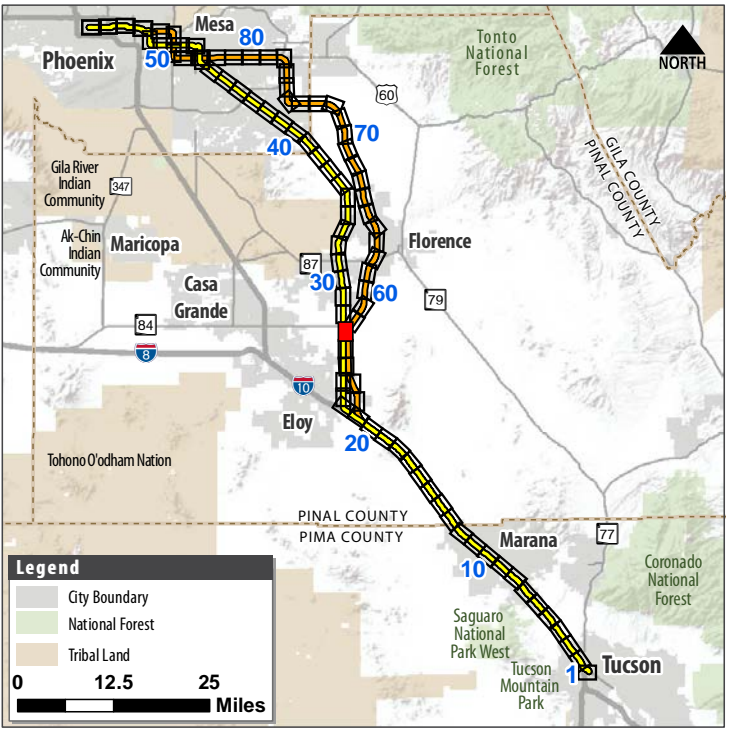 Mesa
80
Phoenix
50
Tonto
National
Forest
NORTH
60
70
40
GILA COUNTY
PINAL COUNTY
Gila River
Indian
Community
347
Ak-Chin
Indian
Community
Maricopa
Florence
87
30
60
Casa
Grande
79
84
8
10
Eloy
20
Tohono O'odham Nation
PINAL COUNTY
PIMA COUNTY
Marana
77
10
Coronado
National
Forest
Saguaro
National
Park West
Tucson
Mountain
Park
1
Tucson
Legend
City Boundary
National Forest
Tribal Land
0 12.5 25
Miles